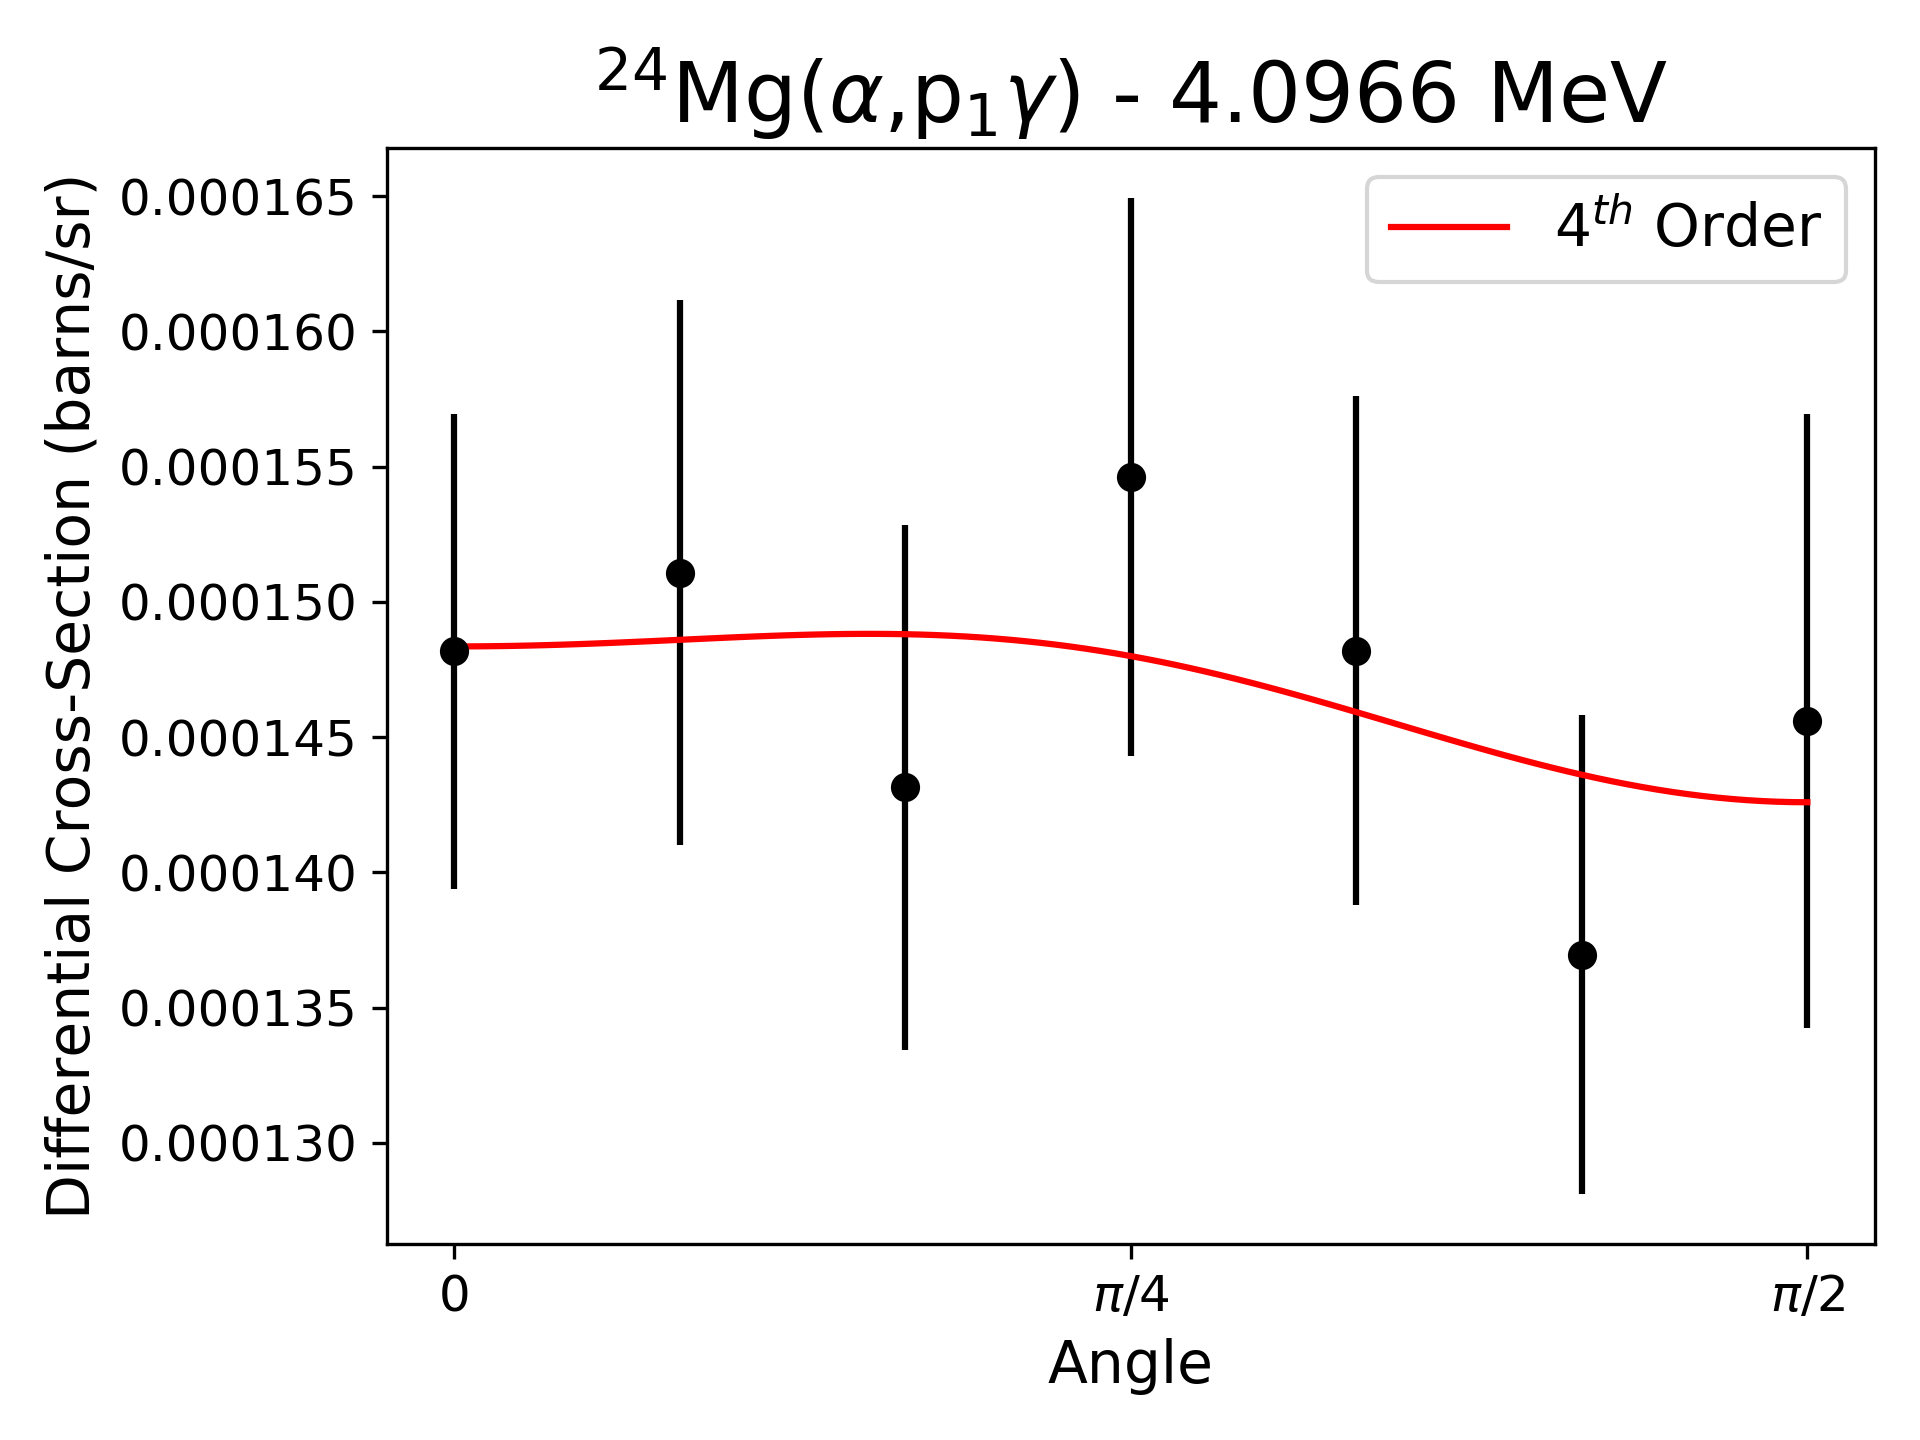 ²⁴Mg(α,p₁γ) - 4.0966 MeV
Differential Cross-Section (barns/sr)
0.000165
0.000160
0.000155
0.000150
0.000145
0.000140
0.000135
0.000130
4ᵗʰ Order
0
π/4
π/2
Angle